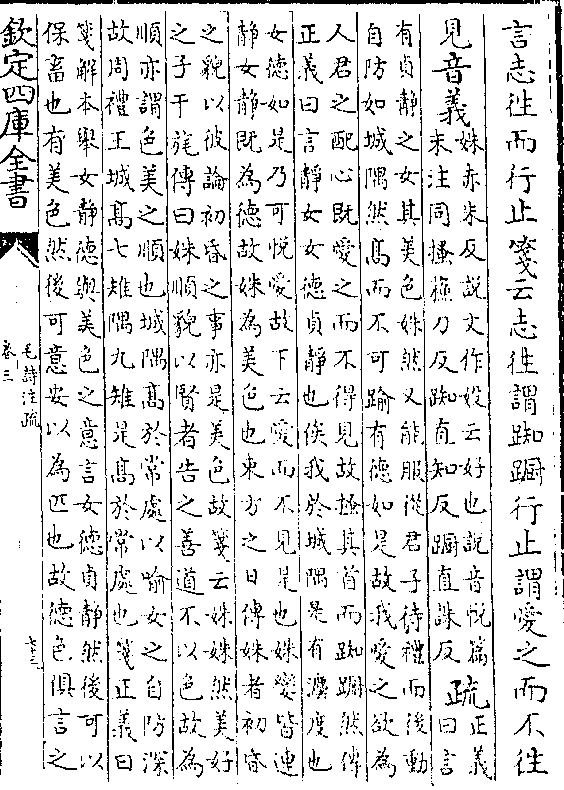 言志往而行止箋云志往謂踟蹰行止謂愛之而不往
見音義
姝赤朱反說文作㚲云好也說音悅篇
末注同搔蘓刀反踟直知反蹰直誅反
疏
正義
曰言
有貞靜之女其美色姝然又能服從君子待禮而後動
自防如城隅然高而不可踰有德如是故我愛之欲為
人君之配心既愛之而不得見故搔其首而踟蹰然傳
正義曰言靜女女德貞靜也俟我於城隅是有法度也
女德如是乃可悅愛故下云愛而不見是也姝孌皆連
靜女靜既為德故姝為美色也東方之日傳姝者初昏
之貌以彼論初昏之事亦是美色故箋云姝姝然美好
之子干旄傳曰姝順貌以賢者告之善道不以色故為
順亦謂色美之順也城隅高於常處以喻女之自防深
故周禮王城高七雉隅九雉是高於常處也箋正義曰
箋解本舉女靜德與美色之意言女德貞靜然後可以
保畜也有美色然後可意安以為匹也故德色俱言之
欽定四庫全書
毛詩注疏
卷三